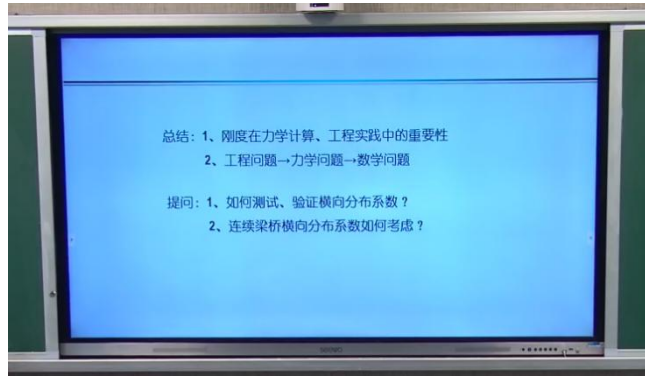 总结：1、刚度在力学计算、工程实践中的重要性
2、工程问题→力学问题→数学问题
提问：1、如何测试、验证横向分布系数？
2、连续梁桥横向分布系数如何考虑？